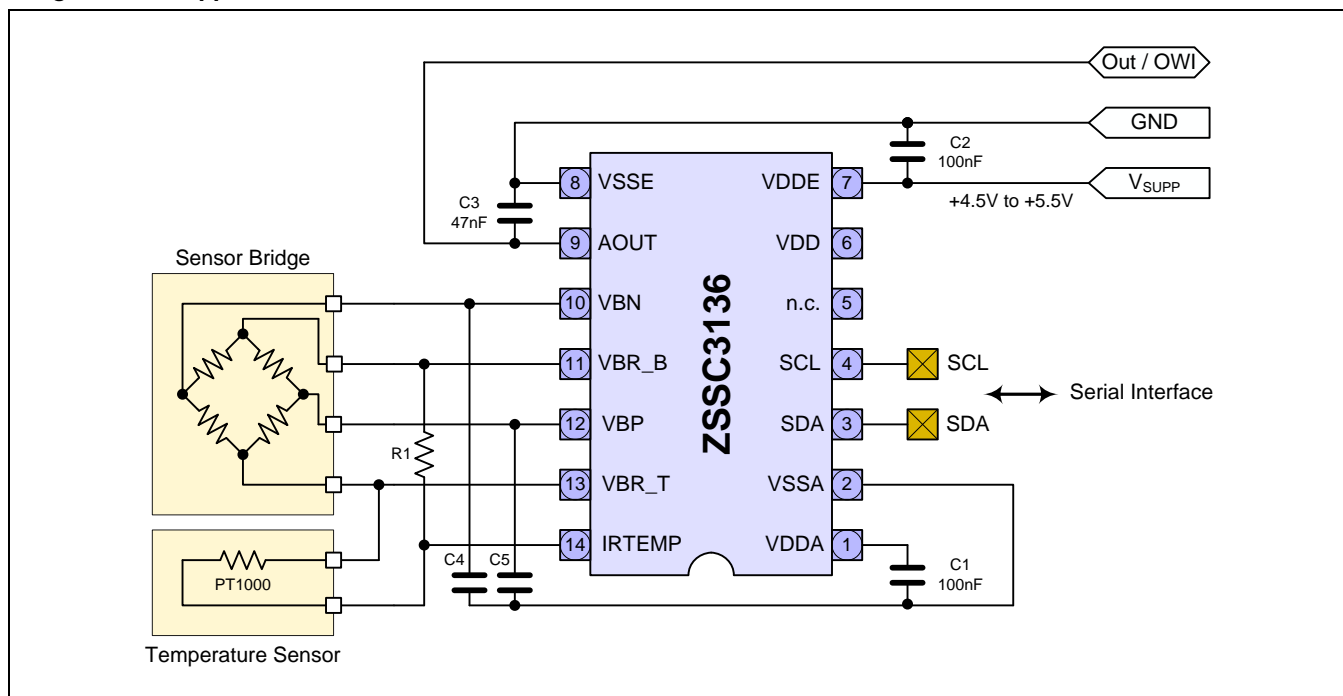 Out / OWI
GND
C2
100nF
VSUPP
+4.5V to +5.5V
8 VSSE
VDDE 7
C3
47nF
9 AOUT
VDD 6
Sensor Bridge
10 VBN
n.c. 5
ZSSC3136
11 VBR_B
SCL 4
SCL
Serial Interface
12 VBP
SDA 3
SDA
R1
13 VBR_T
VSSA 2
14 IRTEMP
VDDA 1
C4
C5
C1
100nF
PT1000
Temperature Sensor